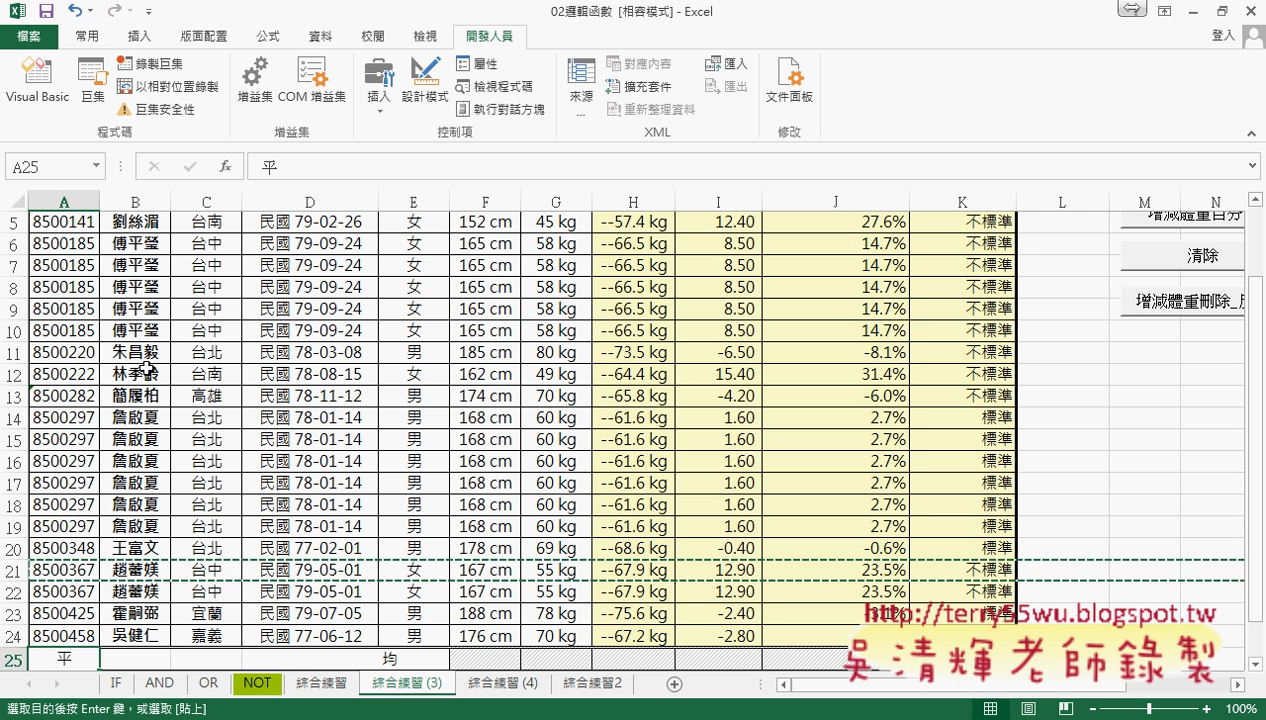 02邏輯函數 [相容模式] - Excel
檔案 常用 插入 版面配置 公式 資料 校閱 檢視 開發人員 登入
Visual Basic 巨集 錄製巨集 以相對位置錄製 巨集安全性 增益集 COM 增益集 插入 設計模式 屬性 檢視程式碼 執行對話方塊 來源 ... 對應內容 擴充套件 重新整理資料 匯入 匯出 文件面板
程式碼 增益集 控制項 XML 修改
A25 fx 平
A B C D E F G H I J K L M N
5 8500141 劉絲湄 台南 民國 79-02-26 女 152 cm 45 kg --57.4 kg 12.40 27.6% 不標準 增減體重百分
6 8500185 傅平瑩 台中 民國 79-09-24 女 165 cm 58 kg --66.5 kg 8.50 14.7% 不標準 清除
7 8500185 傅平瑩 台中 民國 79-09-24 女 165 cm 58 kg --66.5 kg 8.50 14.7% 不標準
8 8500185 傅平瑩 台中 民國 79-09-24 女 165 cm 58 kg --66.5 kg 8.50 14.7% 不標準 增減體重刪除_
9 8500185 傅平瑩 台中 民國 79-09-24 女 165 cm 58 kg --66.5 kg 8.50 14.7% 不標準
10 8500185 傅平瑩 台中 民國 79-09-24 女 165 cm 58 kg --66.5 kg 8.50 14.7% 不標準
11 8500220 朱昌毅 台北 民國 78-03-08 男 185 cm 80 kg --73.5 kg -6.50 -8.1% 不標準
12 8500222 林季齡 台南 民國 78-08-15 女 162 cm 49 kg --64.4 kg 15.40 31.4% 不標準
13 8500282 簡履柏 高雄 民國 78-11-12 男 174 cm 70 kg --65.8 kg -4.20 -6.0% 不標準
14 8500297 詹啟夏 台北 民國 78-01-14 男 168 cm 60 kg --61.6 kg 1.60 2.7% 標準
15 8500297 詹啟夏 台北 民國 78-01-14 男 168 cm 60 kg --61.6 kg 1.60 2.7% 標準
16 8500297 詹啟夏 台北 民國 78-01-14 男 168 cm 60 kg --61.6 kg 1.60 2.7% 標準
17 8500297 詹啟夏 台北 民國 78-01-14 男 168 cm 60 kg --61.6 kg 1.60 2.7% 標準
18 8500297 詹啟夏 台北 民國 78-01-14 男 168 cm 60 kg --61.6 kg 1.60 2.7% 標準
19 8500297 詹啟夏 台北 民國 78-01-14 男 168 cm 60 kg --61.6 kg 1.60 2.7% 標準
20 8500348 王富文 台北 民國 77-02-01 男 178 cm 69 kg --68.6 kg -0.40 -0.6% 標準
21 8500367 趙蕾媄 台中 民國 79-05-01 女 167 cm 55 kg --67.9 kg 12.90 23.5% 不標準
22 8500367 趙蕾媄 台中 民國 79-05-01 女 167 cm 55 kg --67.9 kg 12.90 23.5% 不標準
23 8500425 霍嗣弼 宜蘭 民國 79-07-05 男 188 cm 78 kg --75.6 kg -2.40
http://terry55wu.blogspot.tw
24 8500458 吳健仁 嘉義 民國 77-06-12 男 176 cm 70 kg --67.2 kg -2.80
25 平 均
吳清輝老師錄製
IF AND OR NOT 綜合練習 綜合練習 (3) 綜合練習 (4) 綜合練習2
選取目的後按 Enter 鍵，或選取 [貼上] 100%